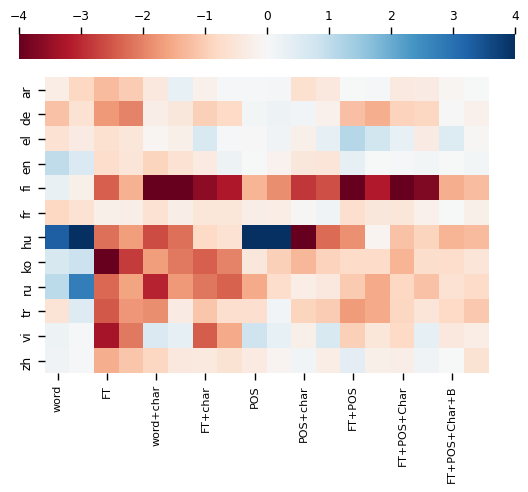 −4 −3 −2 −1 0 1 2 3 4
ar
de
el
en
fi
fr
hu
ko
ru
tr
vi
zh
word
FT
word+char
FT+char
POS
POS+char
FT+POS
FT+POS+Char
FT+POS+Char+B